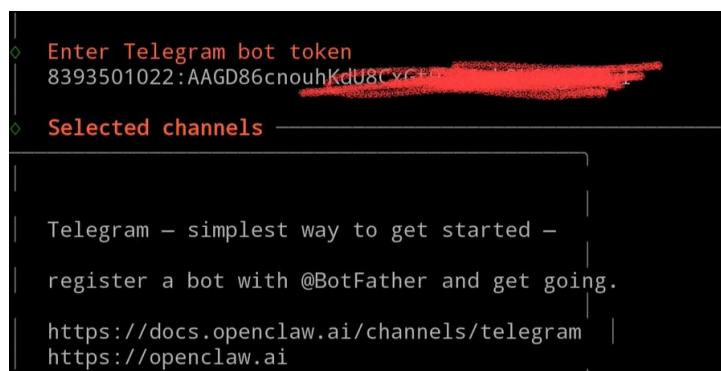 Enter Telegram bot token
8393501022:AAGD86cnouh
Selected channels
Telegram — simplest way to get started —
register a bot with @BotFather and get going.
https://docs.openclaw.ai/channels/telegram
https://openclaw.ai